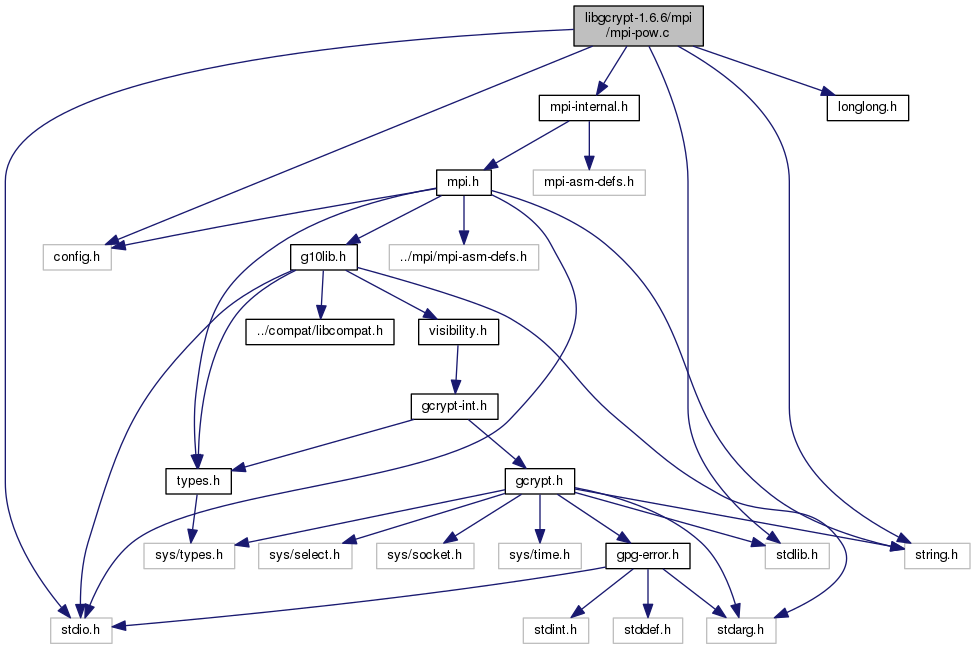 libgcrypt-1.6.6/mpi
/mpi-pow.c
mpi-internal.h
longlong.h
mpi.h
mpi-asm-defs.h
config.h
g10lib.h
../mpi/mpi-asm-defs.h
../compat/libcompat.h
visibility.h
gcrypt-int.h
types.h
gcrypt.h
sys/types.h
sys/select.h
sys/socket.h
sys/time.h
gpg-error.h
stdlib.h
string.h
stdio.h
stdint.h
stddef.h
stdarg.h